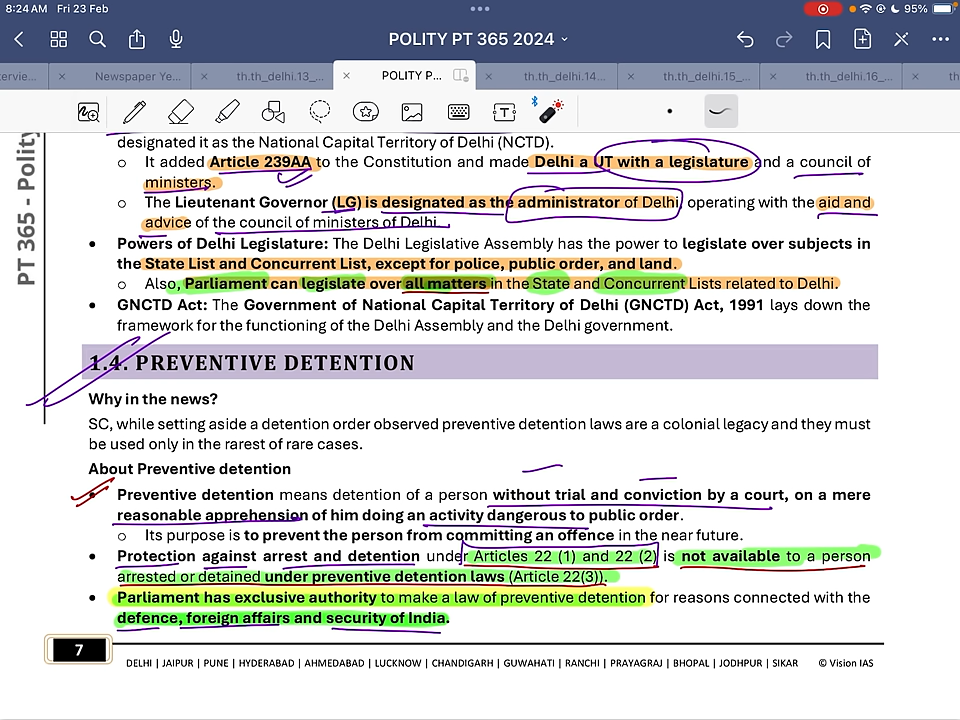 8:24 AM Fri 23 Feb
95%
POLITY PT 365 2024
tervie...
Newspaper Ye...
th.th_delhi.13_...
POLITY P...
th.th_delhi.14...
th.th_delhi.15_...
th.th_delhi.16_...
th
PT 365 - Polity
designated it as the National Capital Territory of Delhi (NCTD).
o It added Article 239AA to the Constitution and made Delhi a UT with a legislature and a council of
ministers.
o The Lieutenant Governor (LG) is designated as the administrator of Delhi, operating with the aid and
advice of the council of ministers of Delhi.
• Powers of Delhi Legislature: The Delhi Legislative Assembly has the power to legislate over subjects in
the State List and Concurrent List, except for police, public order, and land.
o Also, Parliament can legislate over all matters in the State and Concurrent Lists related to Delhi.
• GNCTD Act: The Government of National Capital Territory of Delhi (GNCTD) Act, 1991 lays down the
framework for the functioning of the Delhi Assembly and the Delhi government.
1.4. PREVENTIVE DETENTION
Why in the news?
SC, while setting aside a detention order observed preventive detention laws are a colonial legacy and they must
be used only in the rarest of rare cases.
About Preventive detention
• Preventive detention means detention of a person without trial and conviction by a court, on a mere
reasonable apprehension of him doing an activity dangerous to public order.
o Its purpose is to prevent the person from committing an offence in the near future.
• Protection against arrest and detention under Articles 22 (1) and 22 (2) is not available to a person
arrested or detained under preventive detention laws (Article 22(3)).
• Parliament has exclusive authority to make a law of preventive detention for reasons connected with the
defence, foreign affairs and security of India.
7
DELHI | JAIPUR | PUNE | HYDERABAD | AHMEDABAD | LUCKNOW | CHANDIGARH | GUWAHATI | RANCHI | PRAYAGRAJ | BHOPAL | JODHPUR | SIKAR © Vision IAS